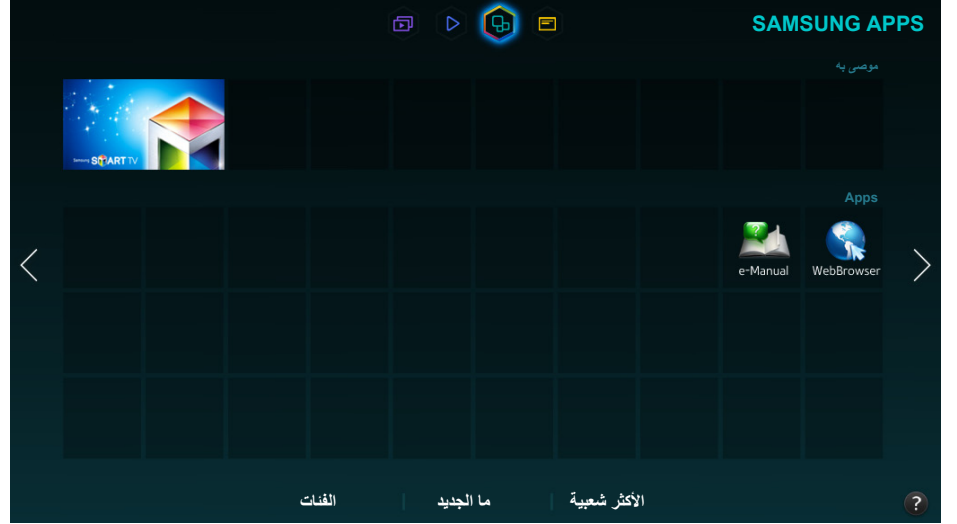 SAMSUNG APPS
موصى به
Samsung SMART TV
Apps
WebBrowser
e-Manual
الأكثر شعبية | ما الجديد | الفئات
?